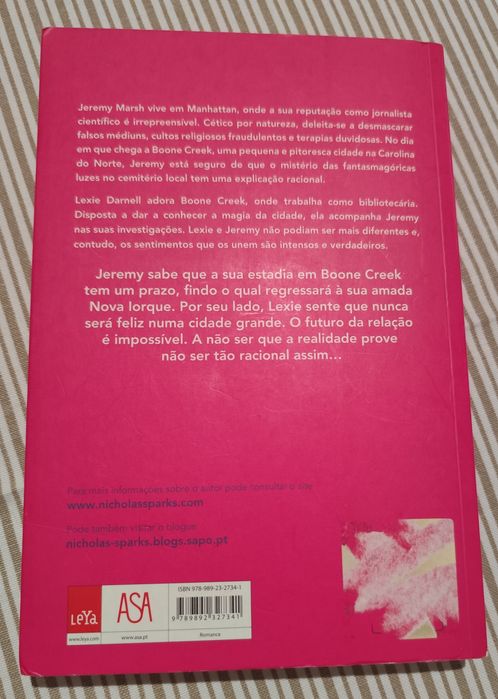 Jeremy Marsh vive em Manhattan, onde a sua reputação como jornalista
científico é irrepreensível. Cético por natureza, deleita-se a desmascarar
falsos médiuns, cultos religiosos fraudulentos e terapias duvidosas. No dia
em que chega a Boone Creek, uma pequena e pitoresca cidade na Carolina
do Norte, Jeremy está seguro de que o mistério das fantasmagóricas
luzes no cemitério local tem uma explicação racional.
Lexie Darnell adora Boone Creek, onde trabalha como bibliotecária.
Disposta a dar a conhecer a magia da cidade, ela acompanha Jeremy
nas suas investigações. Lexie e Jeremy não podiam ser mais diferentes e,
contudo, os sentimentos que os unem são intensos e verdadeiros.
Jeremy sabe que a sua estadia em Boone Creek
tem um prazo, findo o qual regressará à sua amada
Nova Iorque. Por seu lado, Lexie sente que nunca
será feliz numa cidade grande. O futuro da relação
é impossível. A não ser que a realidade prove
não ser tão racional assim...
Para mais informações sobre o autor pode consultar o site
www.nicholassparks.com
Pode também visitar o blogue
nicholas-sparks.blogs.sapo.pt
ISBN 978-989-23-2734-1
9 789892 327341
LEYA
www.leya.com
ASA
www.asa.pt
Romance